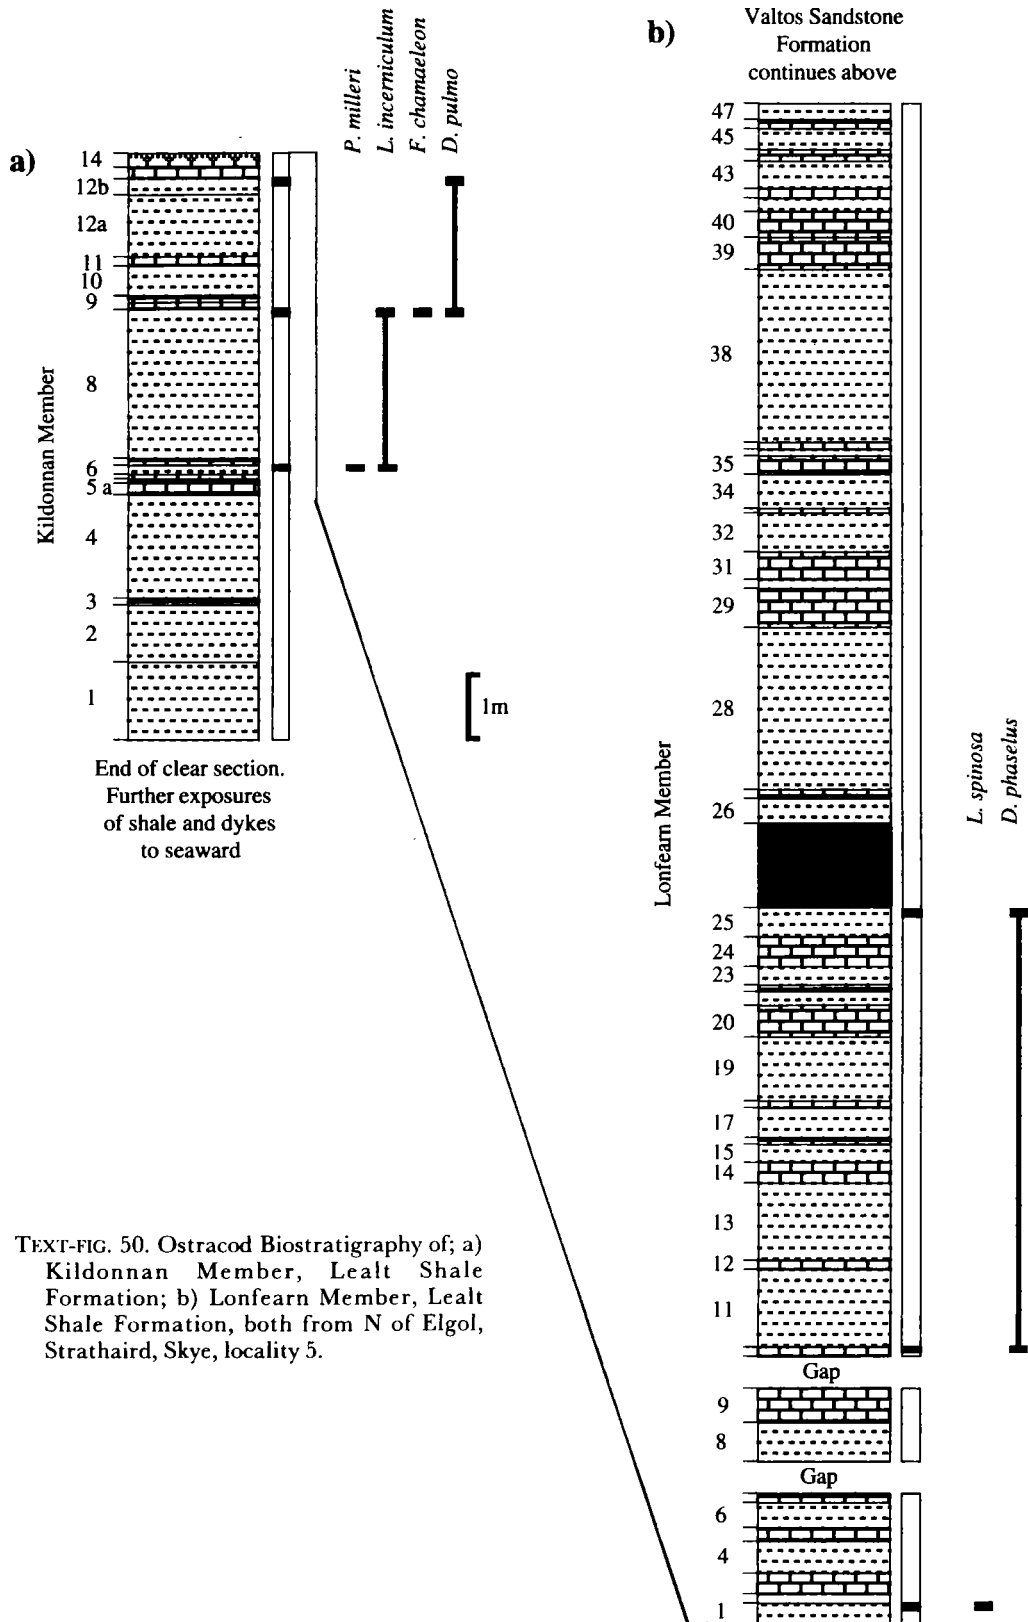 a)
P. milleri
L. incerniculum
F. chamaeleon
D. pulmo
14
12b
12a
11
10
9
8
6
5 a
4
3
2
1
Kildonnan Member
1m
End of clear section.
Further exposures
of shale and dykes
to seaward
b)
Valtos Sandstone
Formation
continues above
47
45
43
40
39
38
35
34
32
31
29
28
26
25
24
23
20
19
17
15
14
13
12
11
Gap
9
8
Gap
6
4
1
Lonfearn Member
L. spinosa
D. phaselus
TEXT-FIG. 50. Ostracod Biostratigraphy of; a)
Kildonnan Member, Lealt Shale
Formation; b) Lonfearn Member, Lealt
Shale Formation, both from N of Elgol,
Strathaird, Skye, locality 5.